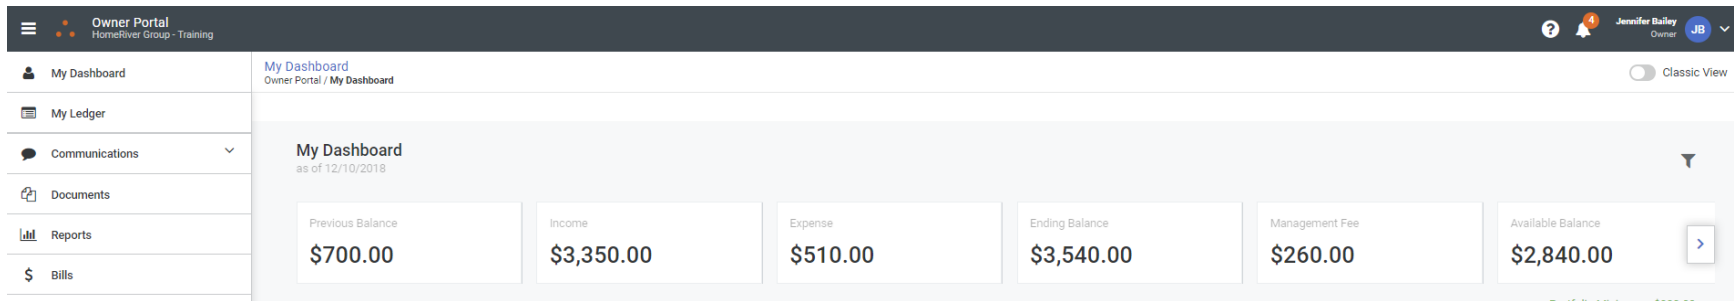 Owner Portal
HomeRiver Group - Training
4
Jennifer Bailey
Owner
JB
My Dashboard
My Ledger
Communications
Documents
Reports
Bills
My Dashboard
Owner Portal / My Dashboard
Classic View
My Dashboard
as of 12/10/2018
Previous Balance
$700.00
Income
$3,350.00
Expense
$510.00
Ending Balance
$3,540.00
Management Fee
$260.00
Available Balance
$2,840.00